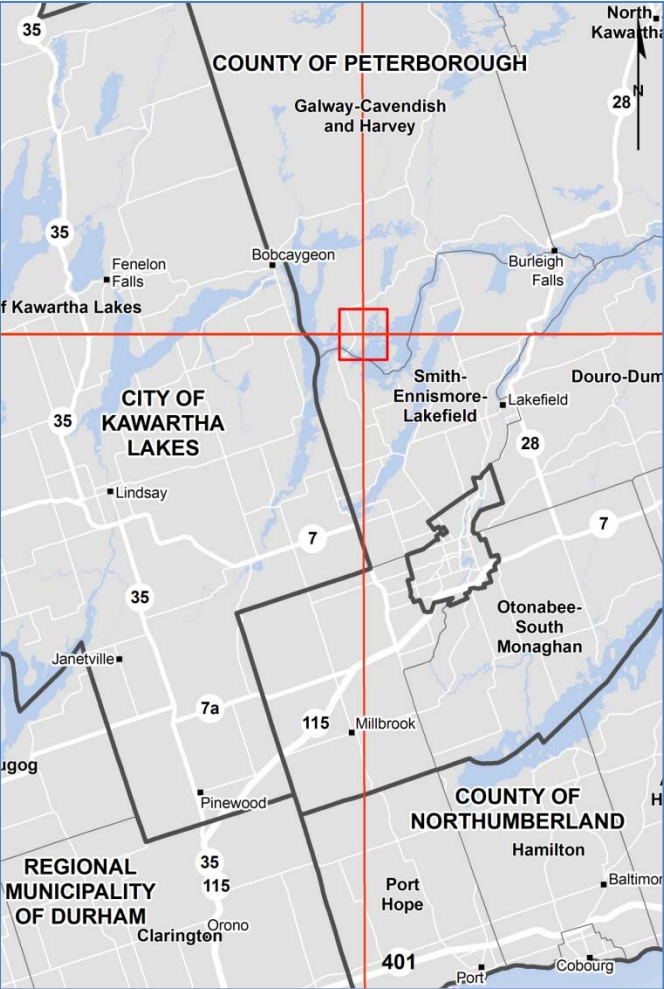 35
North
Kawartha
COUNTY OF PETERBOROUGH
N
28
Galway-Cavendish
and Harvey
35
Bobcaygeon
Burleigh
Falls
Fenelon
Falls
f Kawartha Lakes
Smith-
Ennismore-
Lakefield
Douro-Dum
CITY OF
KAWARTHA
LAKES
Lakefield
35
28
Lindsay
7
7
35
Otonabee-
South
Monaghan
Janetville
7a
115
Millbrook
ugog
Pinewood
COUNTY OF
NORTHUMBERLAND
H
Hamilton
35
115
REGIONAL
MUNICIPALITY
OF DURHAM
Port
Hope
Baltimor
Clarington
Orono
401
Port
Cobourg